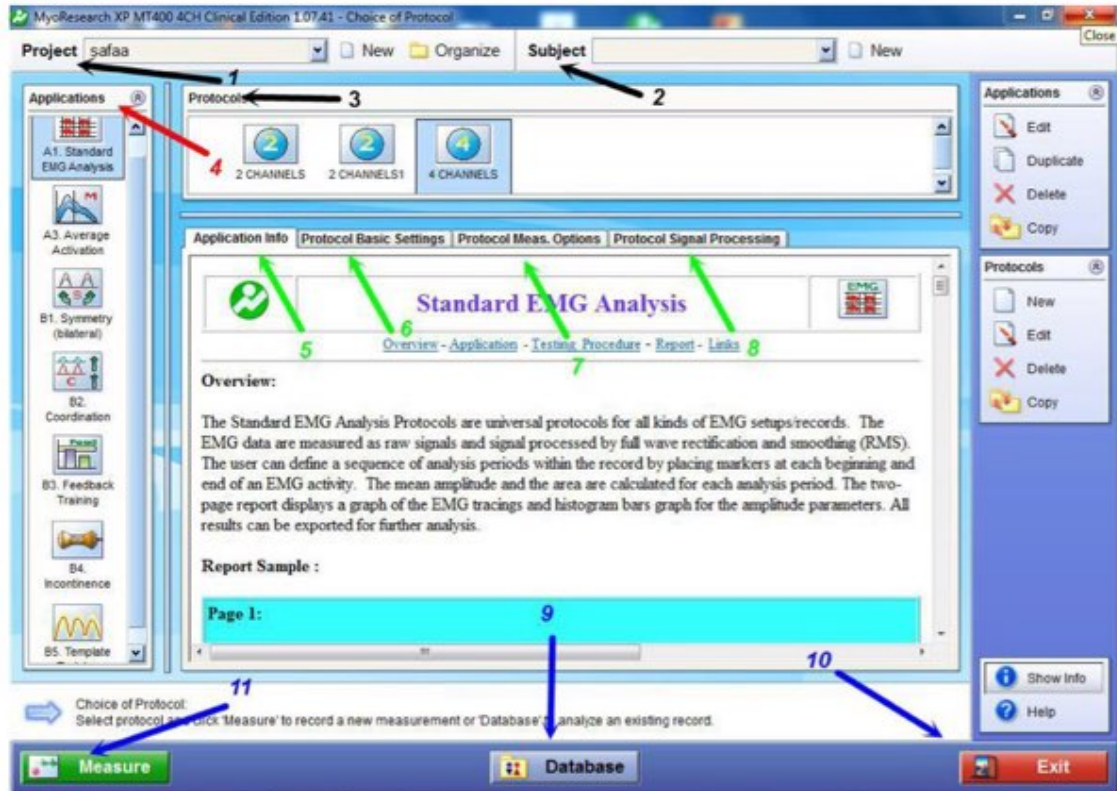 MyoResearch XP MT400 4CH Clinical Edition 1.07.41 - Choice of Protocol
Close
Project safaa New Organize Subject New
1
2
3
Applications
4
A1. Standard
EMG Analysis
M
A3. Average
Activation
S
B1. Symmetry
(bilateral)
C
B2.
Coordination
B3. Feedback
Training
B4.
Incontinence
B5. Template
Protocols
2 2 4
2 CHANNELS 2 CHANNELS1 4 CHANNELS
Application Info Protocol Basic Settings Protocol Meas. Options Protocol Signal Processing
5 6 7 8
Standard EMG Analysis
EMG
Overview - Application - Testing Procedure - Report - Links
Overview:
The Standard EMG Analysis Protocols are universal protocols for all kinds of EMG setups/records. The
EMG data are measured as raw signals and signal processed by full wave rectification and smoothing (RMS).
The user can define a sequence of analysis periods within the record by placing markers at each beginning and
end of an EMG activity. The mean amplitude and the area are calculated for each analysis period. The two-
page report displays a graph of the EMG tracings and histogram bars graph for the amplitude parameters. All
results can be exported for further analysis.
Report Sample :
Page 1:
9
10
11
Applications
Edit
Duplicate
Delete
Copy
Protocols
New
Edit
Delete
Copy
Show Info
Help
Choice of Protocol:
Select protocol and click 'Measure' to record a new measurement or 'Database' analyze an existing record.
Measure Database Exit